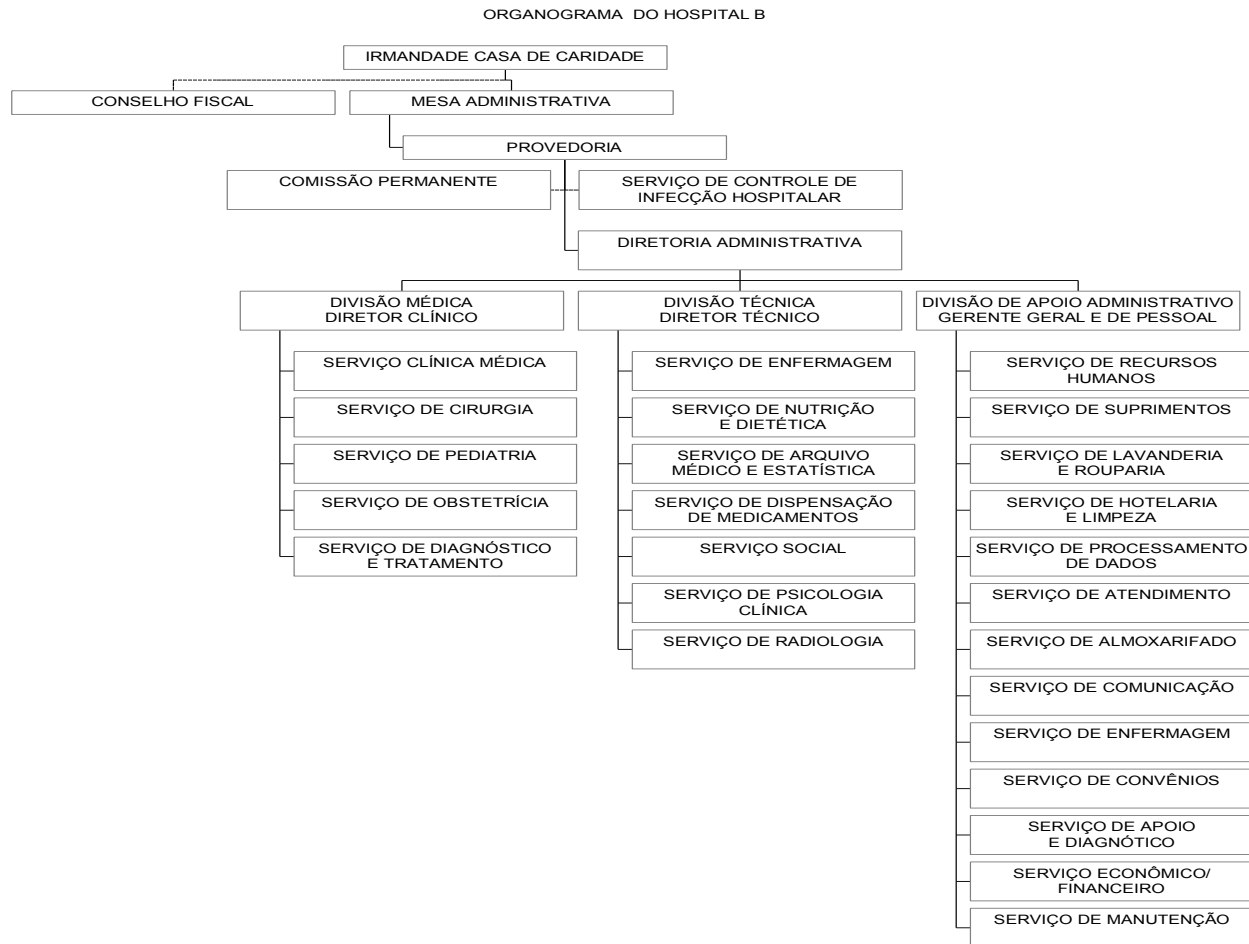 ORGANOGRAMA DO HOSPITAL B
IRMANDADE CASA DE CARIDADE
CONSELHO FISCAL
MESA ADMINISTRATIVA
PROVEDORIA
COMISSÃO PERMANENTE
SERVIÇO DE CONTROLE DE
INFECÇÃO HOSPITALAR
DIRETORIA ADMINISTRATIVA
DIVISÃO MÉDICA
DIRETOR CLÍNICO
SERVIÇO CLÍNICA MÉDICA
SERVIÇO DE CIRURGIA
SERVIÇO DE PEDIATRIA
SERVIÇO DE OBSTETRÍCIA
SERVIÇO DE DIAGNÓSTICO
E TRATAMENTO
DIVISÃO TÉCNICA
DIRETOR TÉCNICO
SERVIÇO DE ENFERMAGEM
SERVIÇO DE NUTRIÇÃO
E DIETÉTICA
SERVIÇO DE ARQUIVO
MÉDICO E ESTATÍSTICA
SERVIÇO DE DISPENSAÇÃO
DE MEDICAMENTOS
SERVIÇO SOCIAL
SERVIÇO DE PSICOLOGIA
CLÍNICA
SERVIÇO DE RADIOLOGIA
DIVISÃO DE APOIO ADMINISTRATIVO
GERENTE GERAL E DE PESSOAL
SERVIÇO DE RECURSOS
HUMANOS
SERVIÇO DE SUPRIMENTOS
SERVIÇO DE LAVANDERIA
E ROUPARIA
SERVIÇO DE HOTELARIA
E LIMPEZA
SERVIÇO DE PROCESSAMENTO
DE DADOS
SERVIÇO DE ATENDIMENTO
SERVIÇO DE ALMOXARIFADO
SERVIÇO DE COMUNICAÇÃO
SERVIÇO DE ENFERMAGEM
SERVIÇO DE CONVÊNIOS
SERVIÇO DE APOIO
E DIAGNÓTICO
SERVIÇO ECONÔMICO/
FINANCEIRO
SERVIÇO DE MANUTENÇÃO